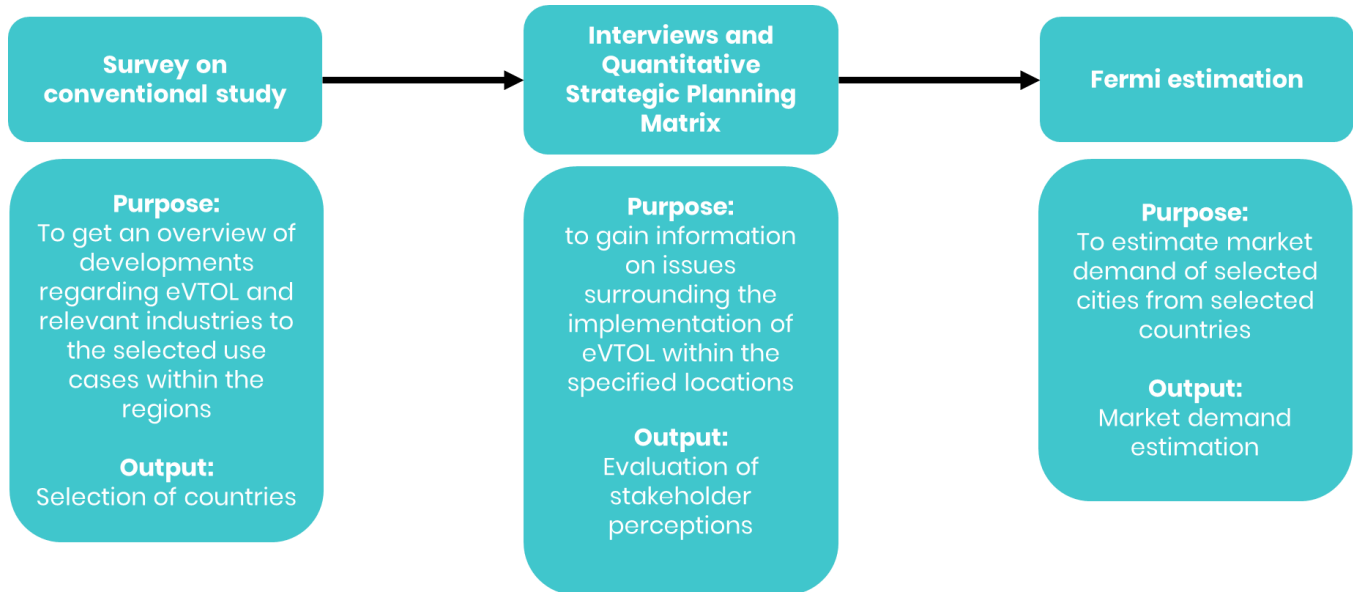 Survey on
conventional study
Interviews and
Quantitative
Strategic Planning
Matrix
Fermi estimation
Purpose:
To get an overview of
developments
regarding eVTOL and
relevant industries to
the selected use
cases within the
regions
Output:
Selection of countries
Purpose:
to gain information
on issues
surrounding the
implementation of
eVTOL within the
specified locations
Output:
Evaluation of
stakeholder
perceptions
Purpose:
To estimate market
demand of selected
cities from selected
countries
Output:
Market demand
estimation